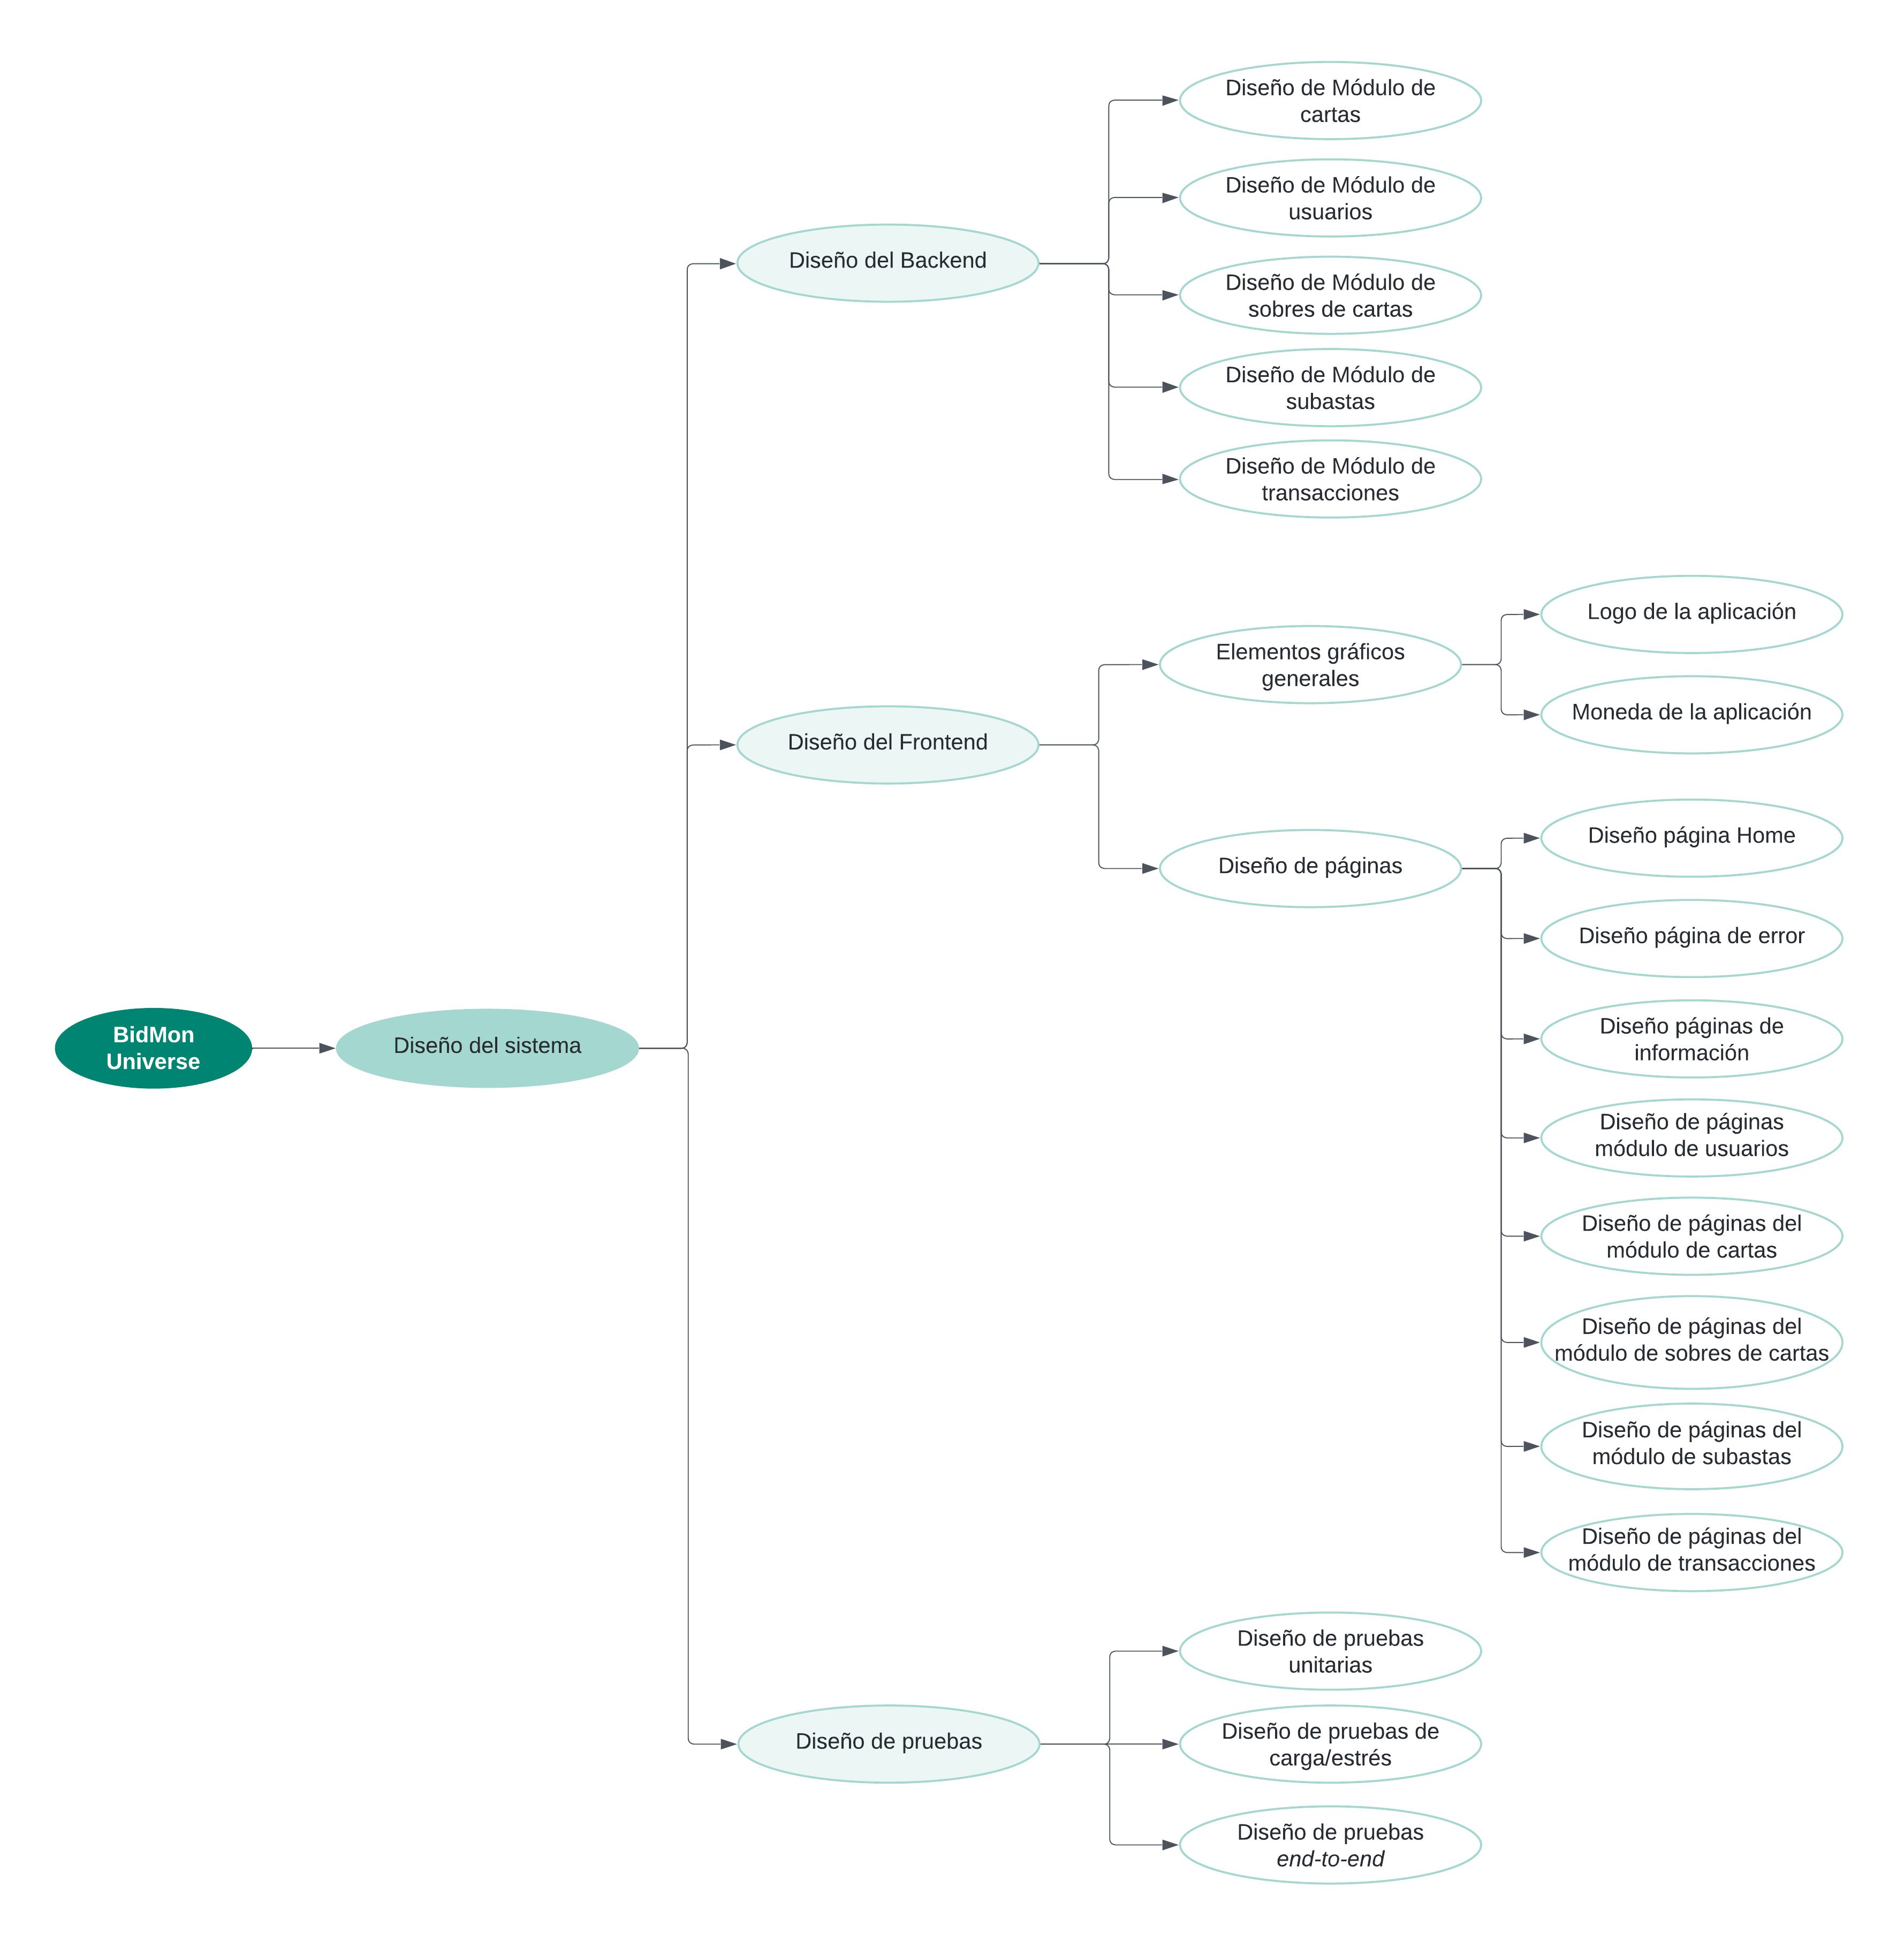 Diseño de Módulo de
cartas
Diseño de Módulo de
usuarios
Diseño del Backend
Diseño de Módulo de
sobres de cartas
Diseño de Módulo de
subastas
Diseño de Módulo de
transacciones
Logo de la aplicación
Elementos gráficos
generales
Moneda de la aplicación
Diseño del Frontend
Diseño página Home
Diseño de páginas
Diseño página de error
Diseño páginas de
información
BidMon
Universe
Diseño del sistema
Diseño de páginas
módulo de usuarios
Diseño de páginas del
módulo de cartas
Diseño de páginas del
módulo de sobres de cartas
Diseño de páginas del
módulo de subastas
Diseño de páginas del
módulo de transacciones
Diseño de pruebas
unitarias
Diseño de pruebas
Diseño de pruebas de
carga/estrés
Diseño de pruebas
end-to-end